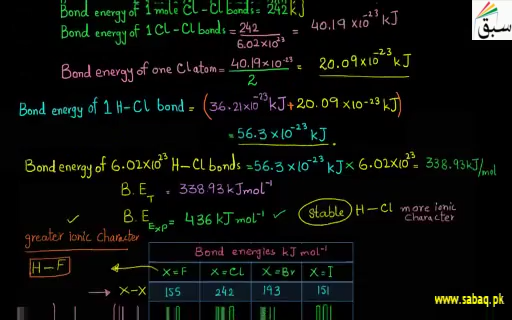 Bond energy of 1 mole Cl-Cl bonds = 242 kJ
Bond energy of 1 Cl-Cl bonds = 242 / 6.02×10²³ = 40.19 ×10⁻²³ kJ
Bond energy of one Cl atom = 40.19×10⁻²³ / 2 = 20.09×10⁻²³ kJ
Bond energy of 1 H-Cl bond = (36.21×10⁻²³ kJ + 20.09 ×10⁻²³ kJ)
= 56.3 ×10⁻²³ kJ
Bond energy of 6.02×10²³ H-Cl bonds = 56.3×10⁻²³ kJ × 6.02×10²³ = 338.93 kJ/mol
B. E_T = 338.93 kJmol⁻¹
B. E_Exp = 436 kJ mol⁻¹ ✓ Stable H-Cl more ionic character
greater ionic character
H-F
Bond energies kJ mol⁻¹
X=F X=Cl X=Br X=I
X-X 155 242 193 151
سبق
www.sabaq.pk